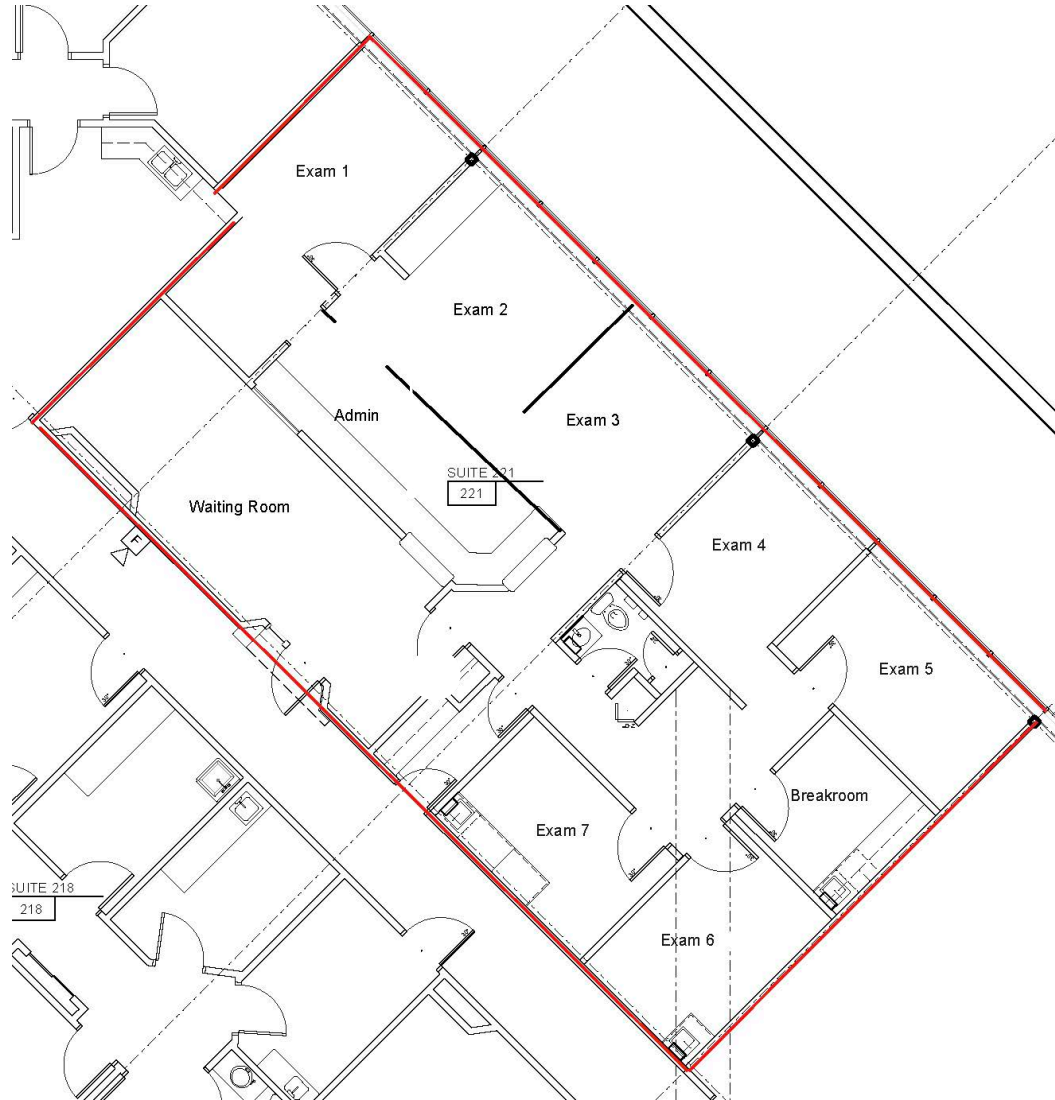 Exam 1
Exam 2
Admin
Exam 3
SUITE 221
221
Waiting Room
F
Exam 4
Exam 5
Breakroom
Exam 7
SUITE 218
218
Exam 6